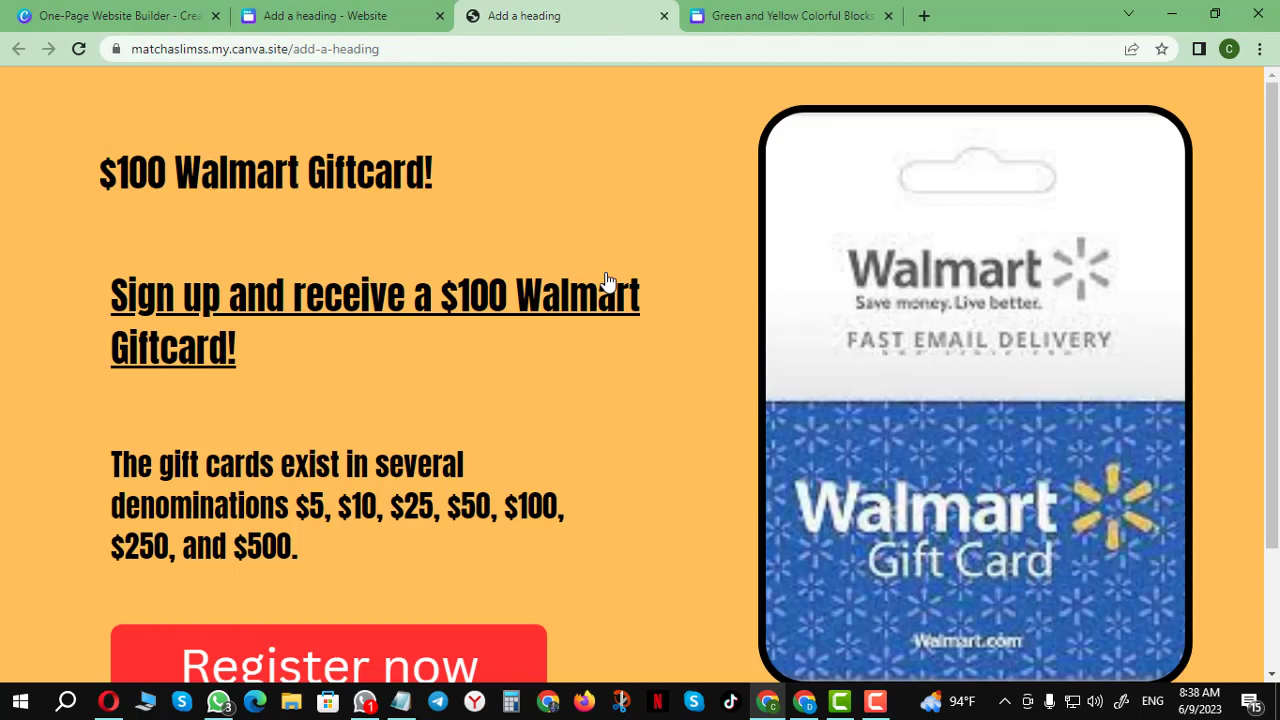 One-Page Website Builder - Crea
Add a heading - Website
Add a heading
Green and Yellow Colorful Blocks
matchaslimss.my.canva.site/add-a-heading
C
$100 Walmart Giftcard!
Sign up and receive a $100 Walmart
Giftcard!
The gift cards exist in several
denominations $5, $10, $25, $50, $100,
$250, and $500.
Register now
Walmart
Save money. Live better.
FAST EMAIL DELIVERY
Walmart
Gift Card
Walmart.com
3
1
94°F
ENG
8:38 AM
6/9/2023
15